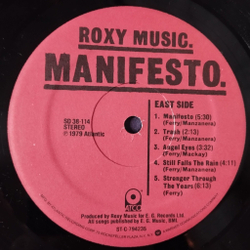 ROXY MUSIC.
MANIFESTO.
SD 38-114
STEREO
℗ 1979 Atlantic
EAST SIDE
1. Manifesto (5:30)
(Ferry/Manzanera)
2. Trash (2:13)
(Ferry/Manzanera)
3. Angel Eyes (3:32)
(Ferry/Mackay)
4. Still Falls The Rain (4:11)
(Ferry/Manzanera)
5. Stranger Through
The Years (6:13)
(Ferry)
ATCO
Produced by Roxy Music for E. G. Records Ltd.
All songs published by E. G. Music, BMI.